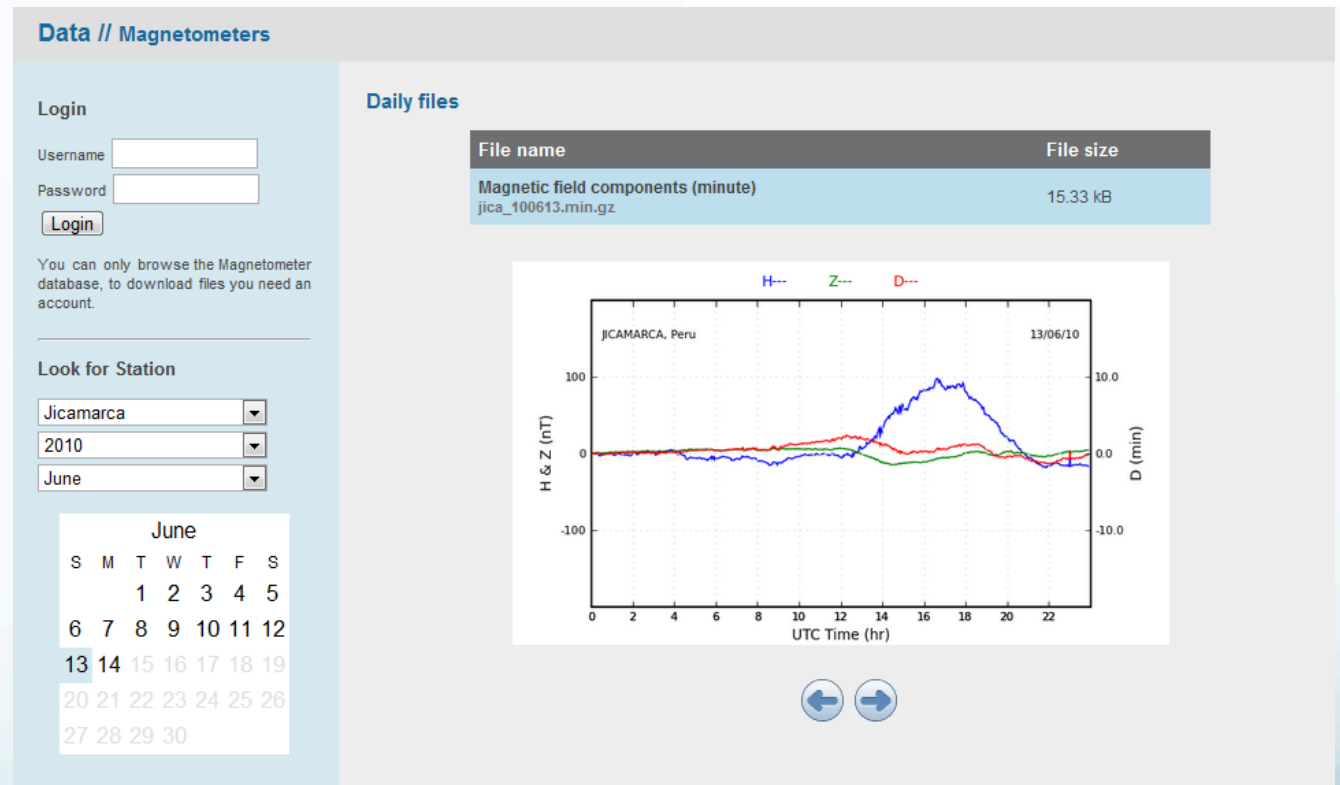 Data // Magnetometers
Login
Username
Password
Login
You can only browse the Magnetometer
database, to download files you need an
account.
Look for Station
Jicamarca
2010
June
June
S M T W T F S
1 2 3 4 5
6 7 8 9 10 11 12
13 14 15 16 17 18 19
20 21 22 23 24 25 26
27 28 29 30
Daily files
File name File size
Magnetic field components (minute)
jica_100613.min.gz
15.33 kB
H--- Z--- D---
JICAMARCA, Peru 13/06/10
100 10.0
0 0.0
-100 -10.0
H & Z (nT)
D (min)
0 2 4 6 8 10 12 14 16 18 20 22
UTC Time (hr)